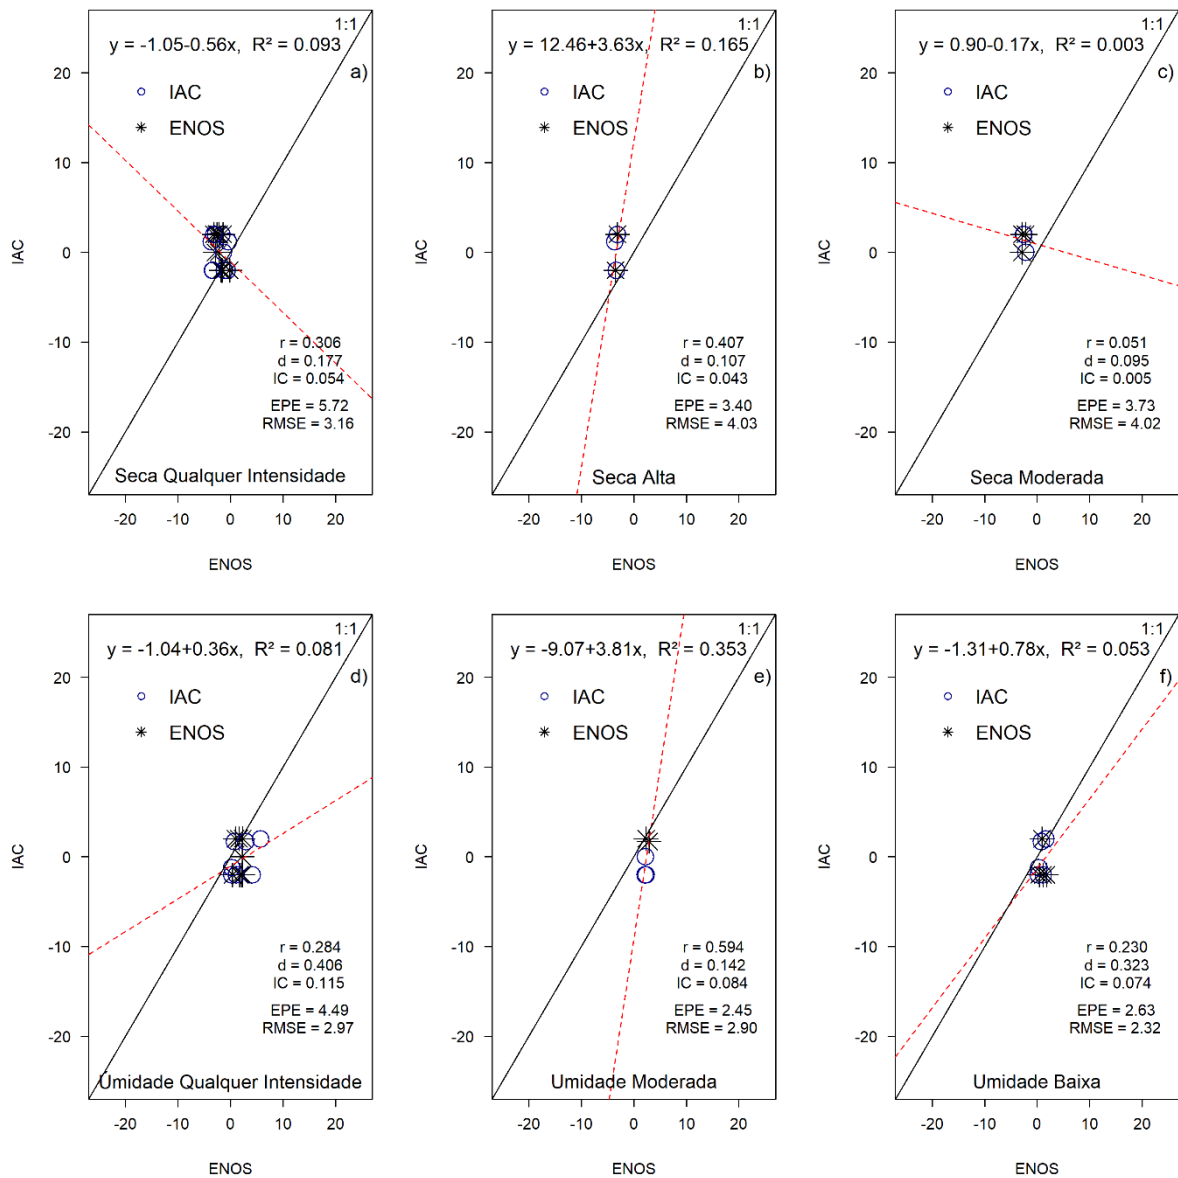 1:1
y = -1.05-0.56x, R² = 0.093
a)
IAC
ENOS
r = 0.306
d = 0.177
IC = 0.054
EPE = 5.72
RMSE = 3.16
Seca Qualquer Intensidade
20
10
0
-10
-20
IAC
-20 -10 0 10 20
ENOS
1:1
y = 12.46+3.63x, R² = 0.165
b)
IAC
ENOS
r = 0.407
d = 0.107
IC = 0.043
EPE = 3.40
RMSE = 4.03
Seca Alta
20
10
0
-10
-20
IAC
-20 -10 0 10 20
ENOS
1:1
y = 0.90-0.17x, R² = 0.003
c)
IAC
ENOS
r = 0.051
d = 0.095
IC = 0.005
EPE = 3.73
RMSE = 4.02
Seca Moderada
20
10
0
-10
-20
IAC
-20 -10 0 10 20
ENOS
1:1
y = -1.04+0.36x, R² = 0.081
d)
IAC
ENOS
r = 0.284
d = 0.406
IC = 0.115
EPE = 4.49
RMSE = 2.97
Úmidade Qualquer Intensidade
20
10
0
-10
-20
IAC
-20 -10 0 10 20
ENOS
1:1
y = -9.07+3.81x, R² = 0.353
e)
IAC
ENOS
r = 0.594
d = 0.142
IC = 0.084
EPE = 2.45
RMSE = 2.90
Umidade Moderada
20
10
0
-10
-20
IAC
-20 -10 0 10 20
ENOS
1:1
y = -1.31+0.78x, R² = 0.053
f)
IAC
ENOS
r = 0.230
d = 0.323
IC = 0.074
EPE = 2.63
RMSE = 2.32
Umidade Baixa
20
10
0
-10
-20
IAC
-20 -10 0 10 20
ENOS